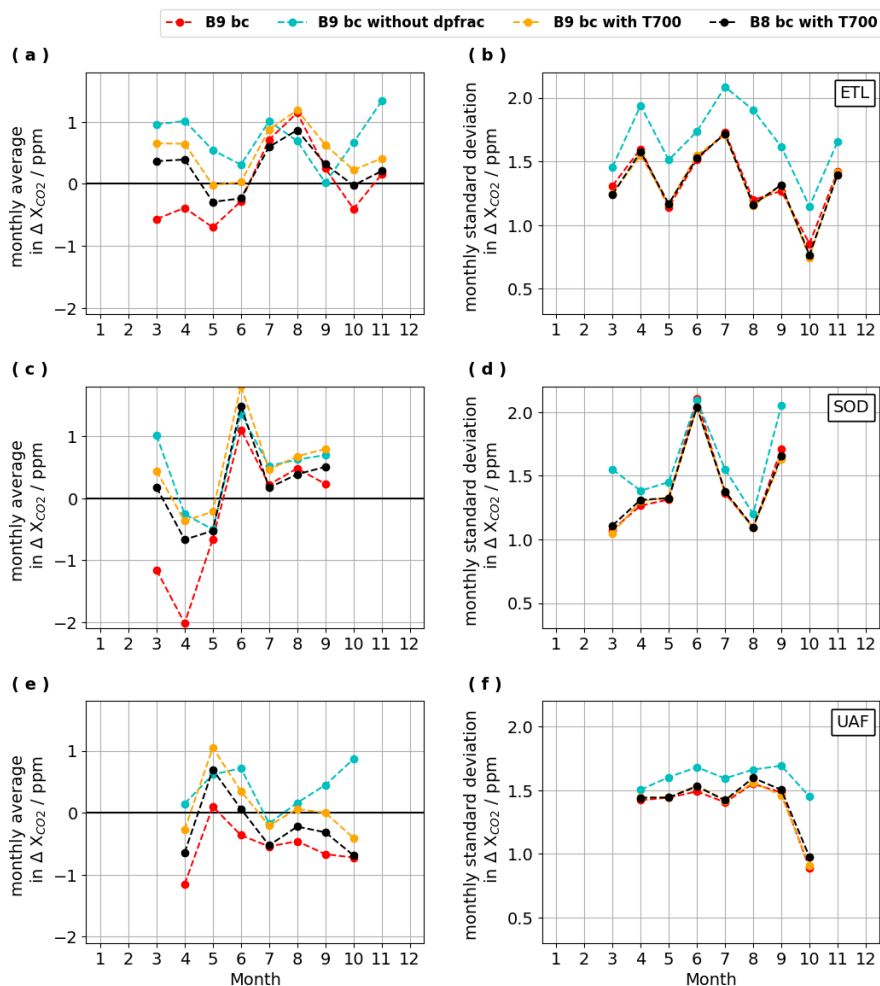 B9 bc B9 bc without dpfrac B9 bc with T700 B8 bc with T700
( a )
monthly average
in Δ X_CO2 / ppm
1
0
−1
−2
1 2 3 4 5 6 7 8 9 10 11 12
( b )
ETL
monthly standard deviation
in Δ X_CO2 / ppm
2.0
1.5
1.0
0.5
1 2 3 4 5 6 7 8 9 10 11 12
( c )
monthly average
in Δ X_CO2 / ppm
1
0
−1
−2
1 2 3 4 5 6 7 8 9 10 11 12
( d )
SOD
monthly standard deviation
in Δ X_CO2 / ppm
2.0
1.5
1.0
0.5
1 2 3 4 5 6 7 8 9 10 11 12
( e )
monthly average
in Δ X_CO2 / ppm
1
0
−1
−2
1 2 3 4 5 6 7 8 9 10 11 12
Month
( f )
UAF
monthly standard deviation
in Δ X_CO2 / ppm
2.0
1.5
1.0
0.5
1 2 3 4 5 6 7 8 9 10 11 12
Month